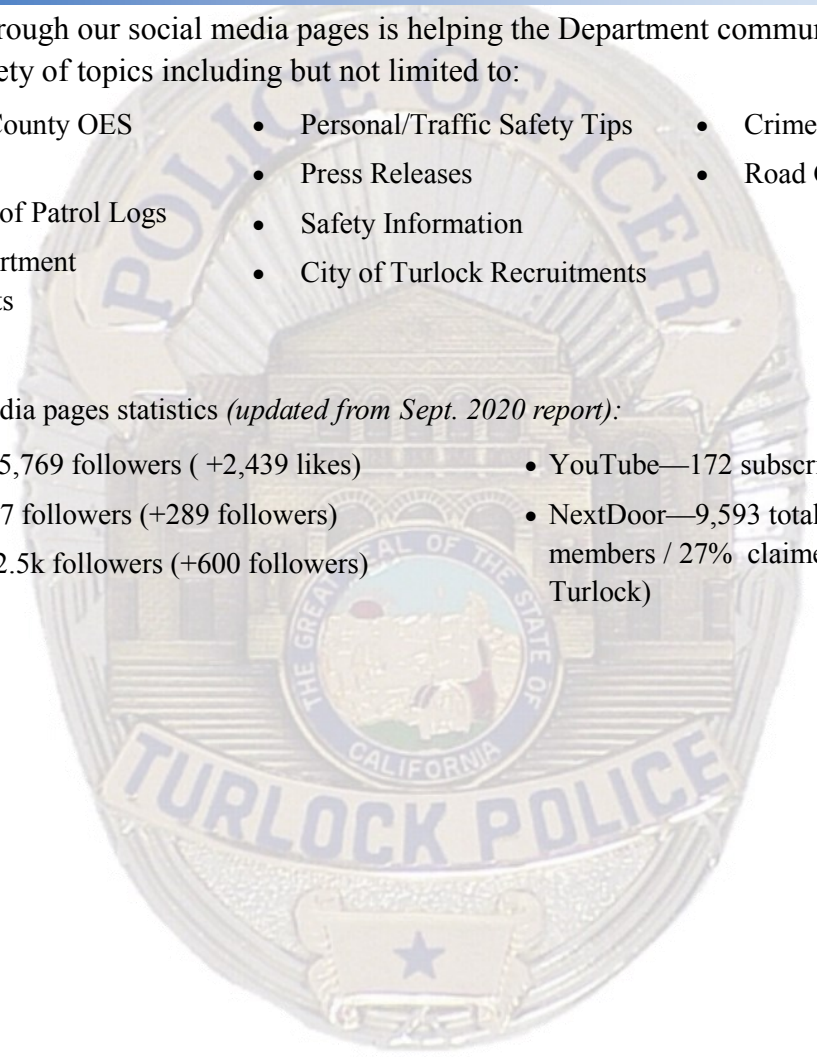 rough our social media pages is helping the Department commun
ety of topics including but not limited to:
County OES
of Patrol Logs
rtment
ts
• Personal/Traffic Safety Tips
• Press Releases
• Safety Information
• City of Turlock Recruitments
• Crime
• Road
dia pages statistics (updated from Sept. 2020 report):
5,769 followers ( +2,439 likes)
7 followers (+289 followers)
2.5k followers (+600 followers)
• YouTube—172 subscri
• NextDoor—9,593 total
members / 27% claime
Turlock)
POLICE OFFICER
THE GREAT SEAL OF THE STATE OF
CALIFORNIA
TURLOCK POLICE